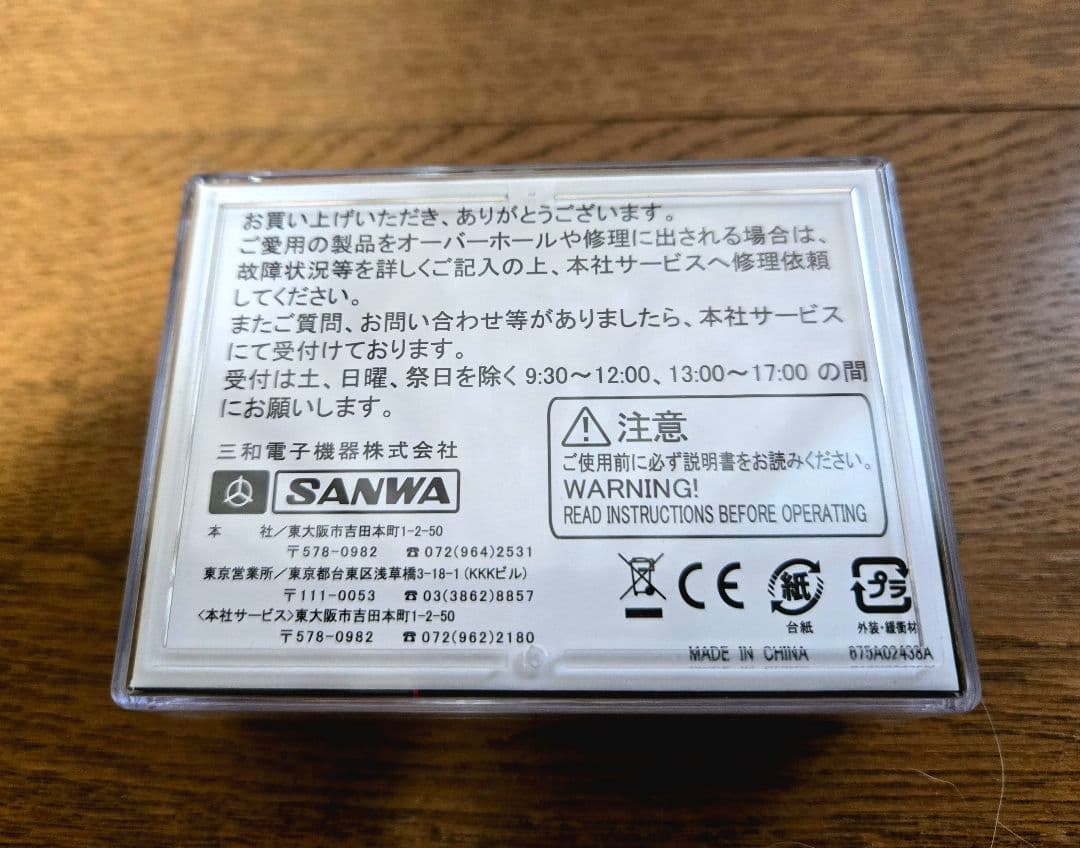 お買い上げいただき、ありがとうございます。
ご愛用の製品をオーバーホールや修理に出される場合は、
故障状況等を詳しくご記入の上、本社サービスへ修理依頼
してください。
またご質問、お問い合わせ等がありましたら、本社サービス
にて受付けております。
受付は土、日曜、祭日を除く 9:30～12:00、13:00～17:00 の間
にお願いします。
三和電子機器株式会社
SANWA
本　　社／東大阪市吉田本町1-2-50
〒578-0982 ☎072(964)2531
東京営業所／東京都台東区浅草橋3-18-1(KKKビル)
〒111-0053 ☎03(3862)8857
<本社サービス>東大阪市吉田本町1-2-50
〒578-0982 ☎072(962)2180
注意
ご使用前に必ず説明書をお読みください。
WARNING!
READ INSTRUCTIONS BEFORE OPERATING
CE
紙
台紙
プラ
外装・緩衝材
MADE IN CHINA 675A02438A